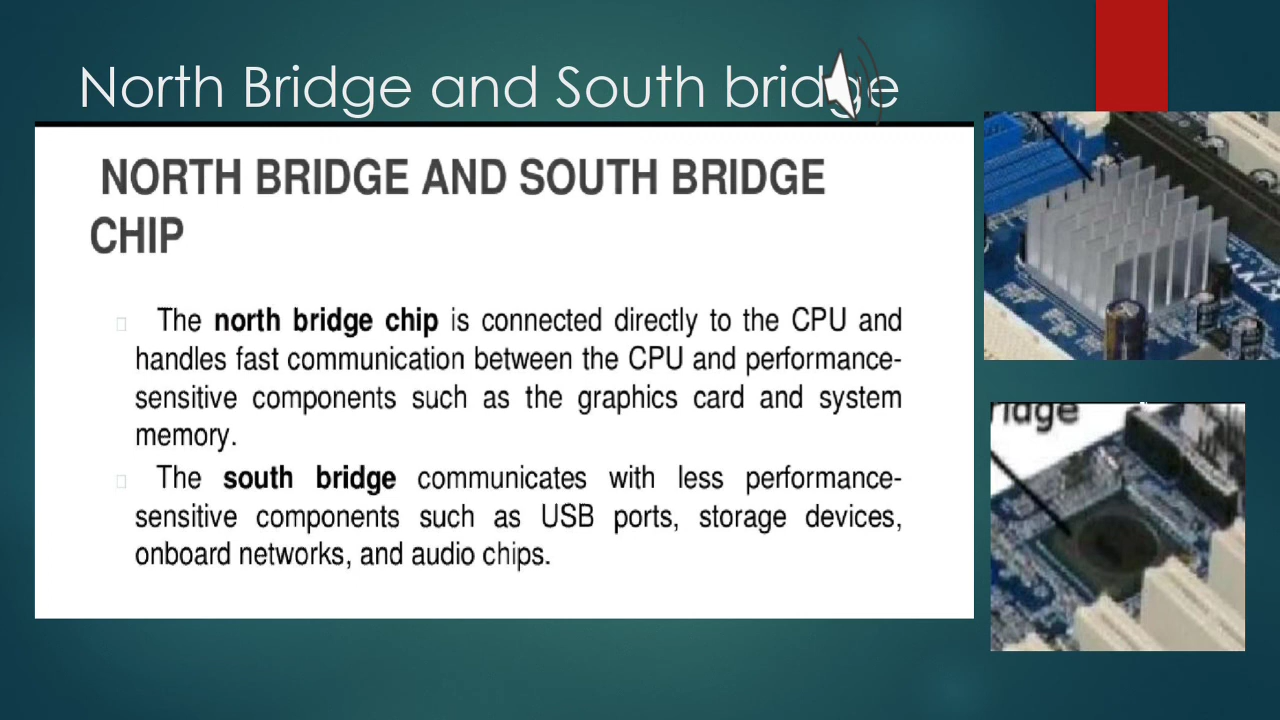 North Bridge and South bridge
NORTH BRIDGE AND SOUTH BRIDGE
CHIP
The north bridge chip is connected directly to the CPU and
handles fast communication between the CPU and performance-
sensitive components such as the graphics card and system
memory.
The south bridge communicates with less performance-
sensitive components such as USB ports, storage devices,
onboard networks, and audio chips.
idge